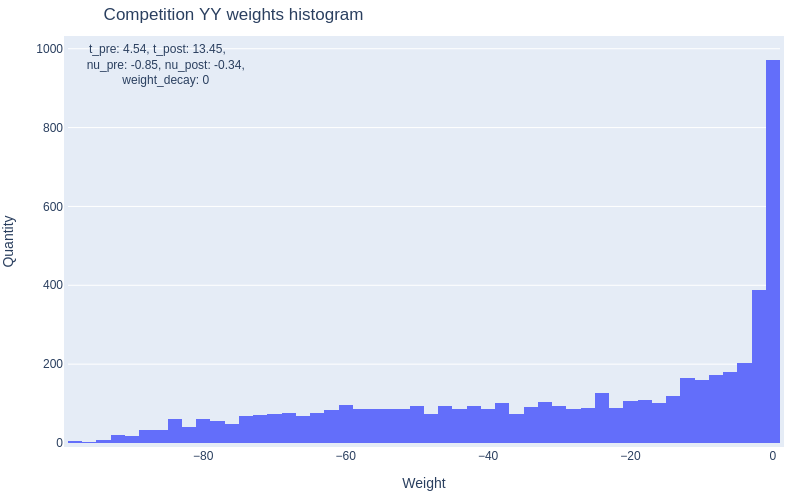 Competition YY weights histogram
t_pre: 4.54, t_post: 13.45,
nu_pre: -0.85, nu_post: -0.34,
weight_decay: 0
1000
800
600
400
200
0
Quantity
−80
−60
−40
−20
0
Weight